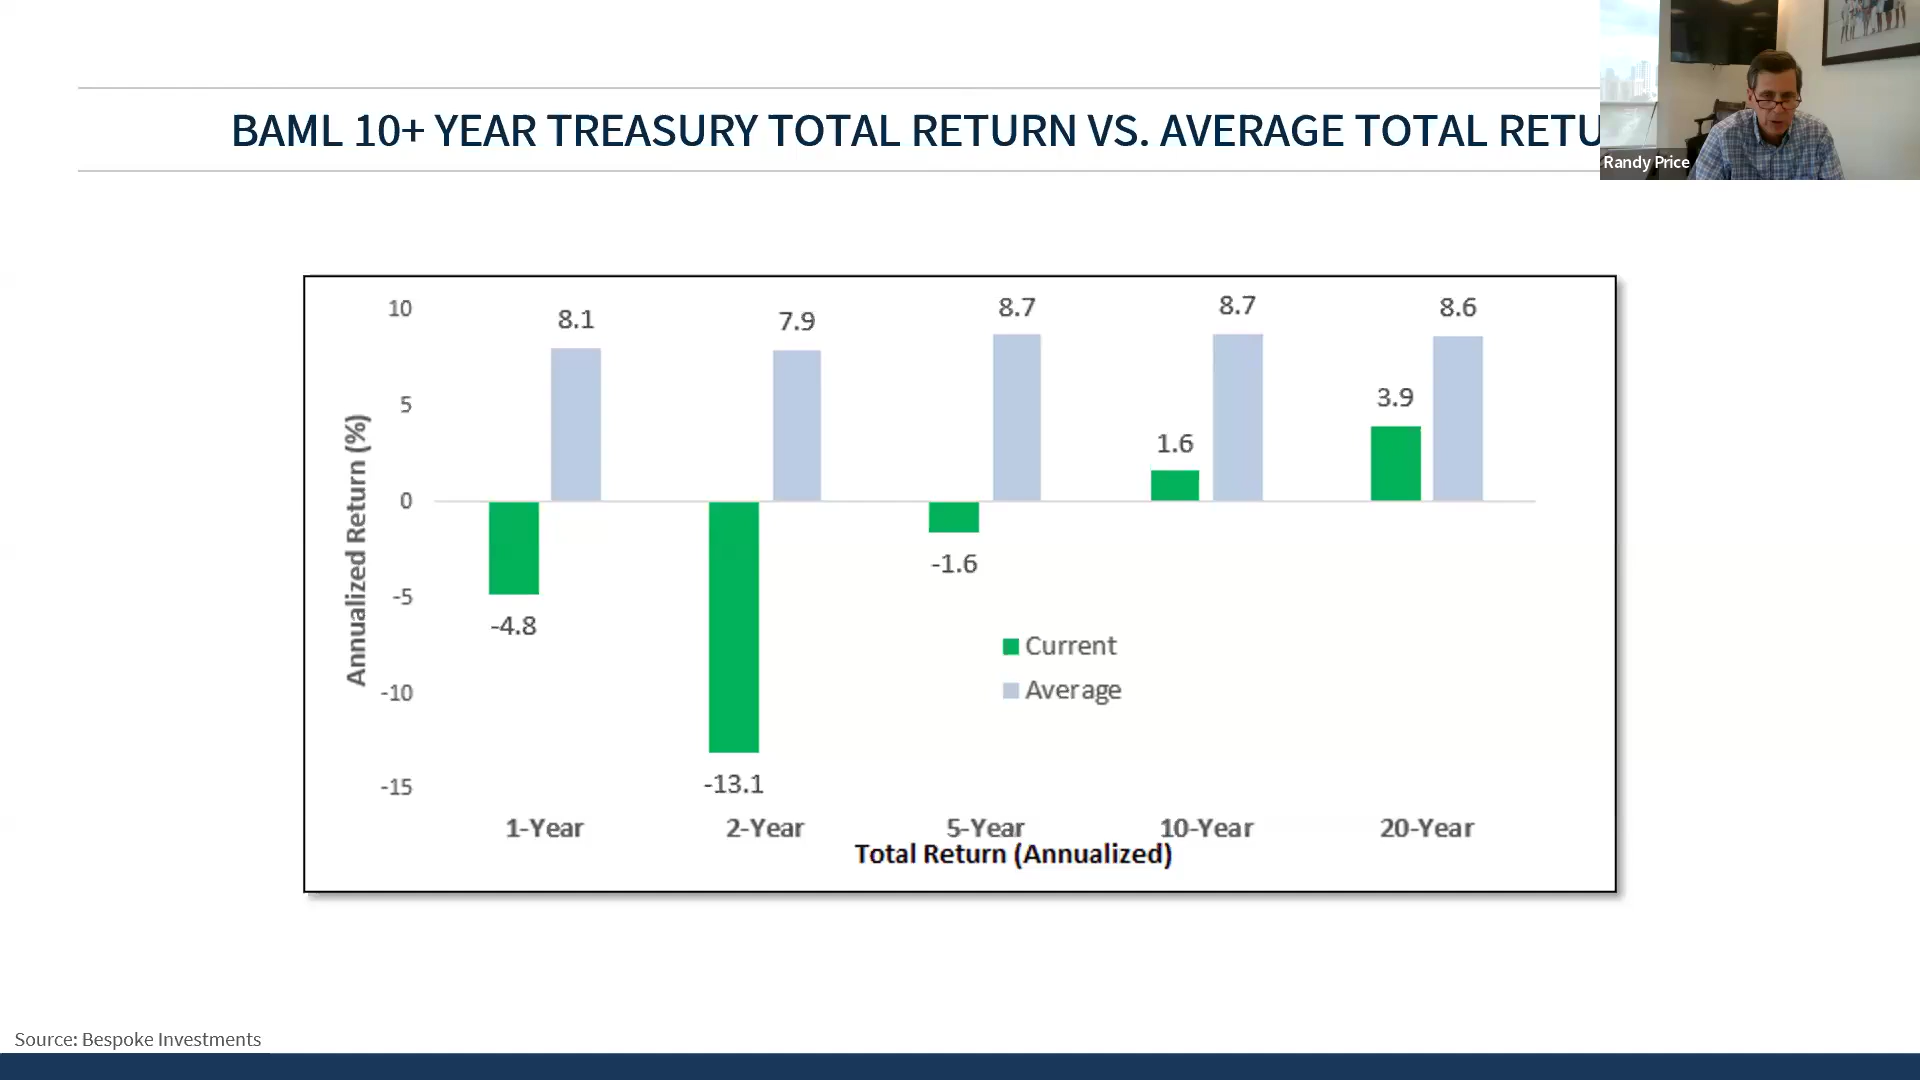 BAML 10+ YEAR TREASURY TOTAL RETURN VS. AVERAGE TOTAL RETU
Randy Price
10
5
0
-5
-10
-15
Annualized Return (%)
8.1
7.9
8.7
8.7
8.6
-4.8
-13.1
-1.6
1.6
3.9
Current
Average
1-Year
2-Year
5-Year
10-Year
20-Year
Total Return (Annualized)
Source: Bespoke Investments